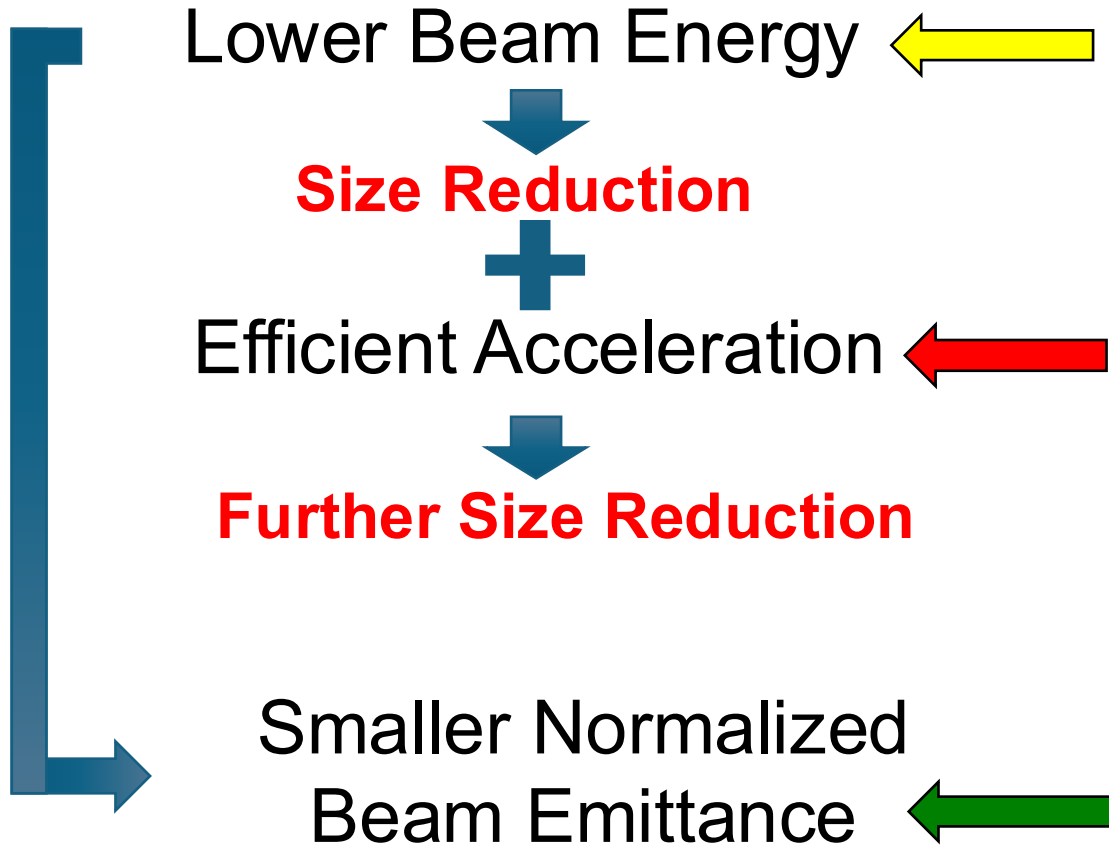 Lower Beam Energy
Size Reduction
Efficient Acceleration
Further Size Reduction
Smaller Normalized
Beam Emittance